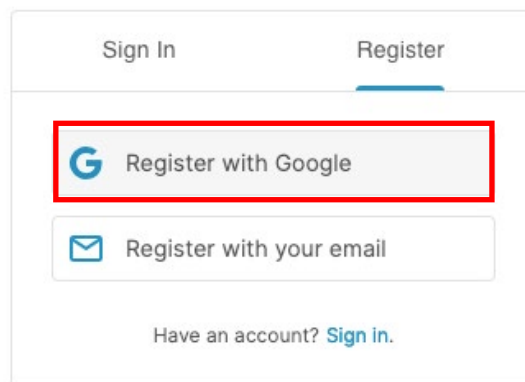 Sign In Register
Register with Google
Register with your email
Have an account? Sign in.